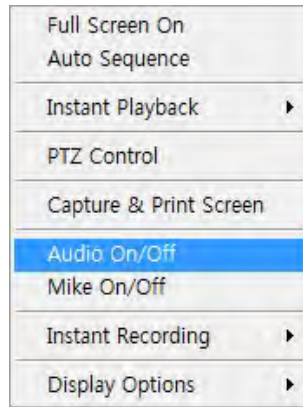 Full Screen On
Auto Sequence
Instant Playback
PTZ Control
Capture & Print Screen
Audio On/Off
Mike On/Off
Instant Recording
Display Options